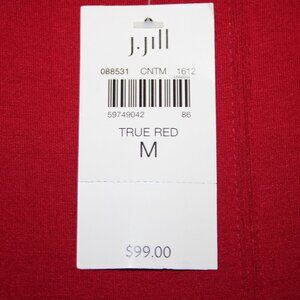 J.Jill
088531 CNTM 1612
59749042 86
TRUE RED
M
$99.00